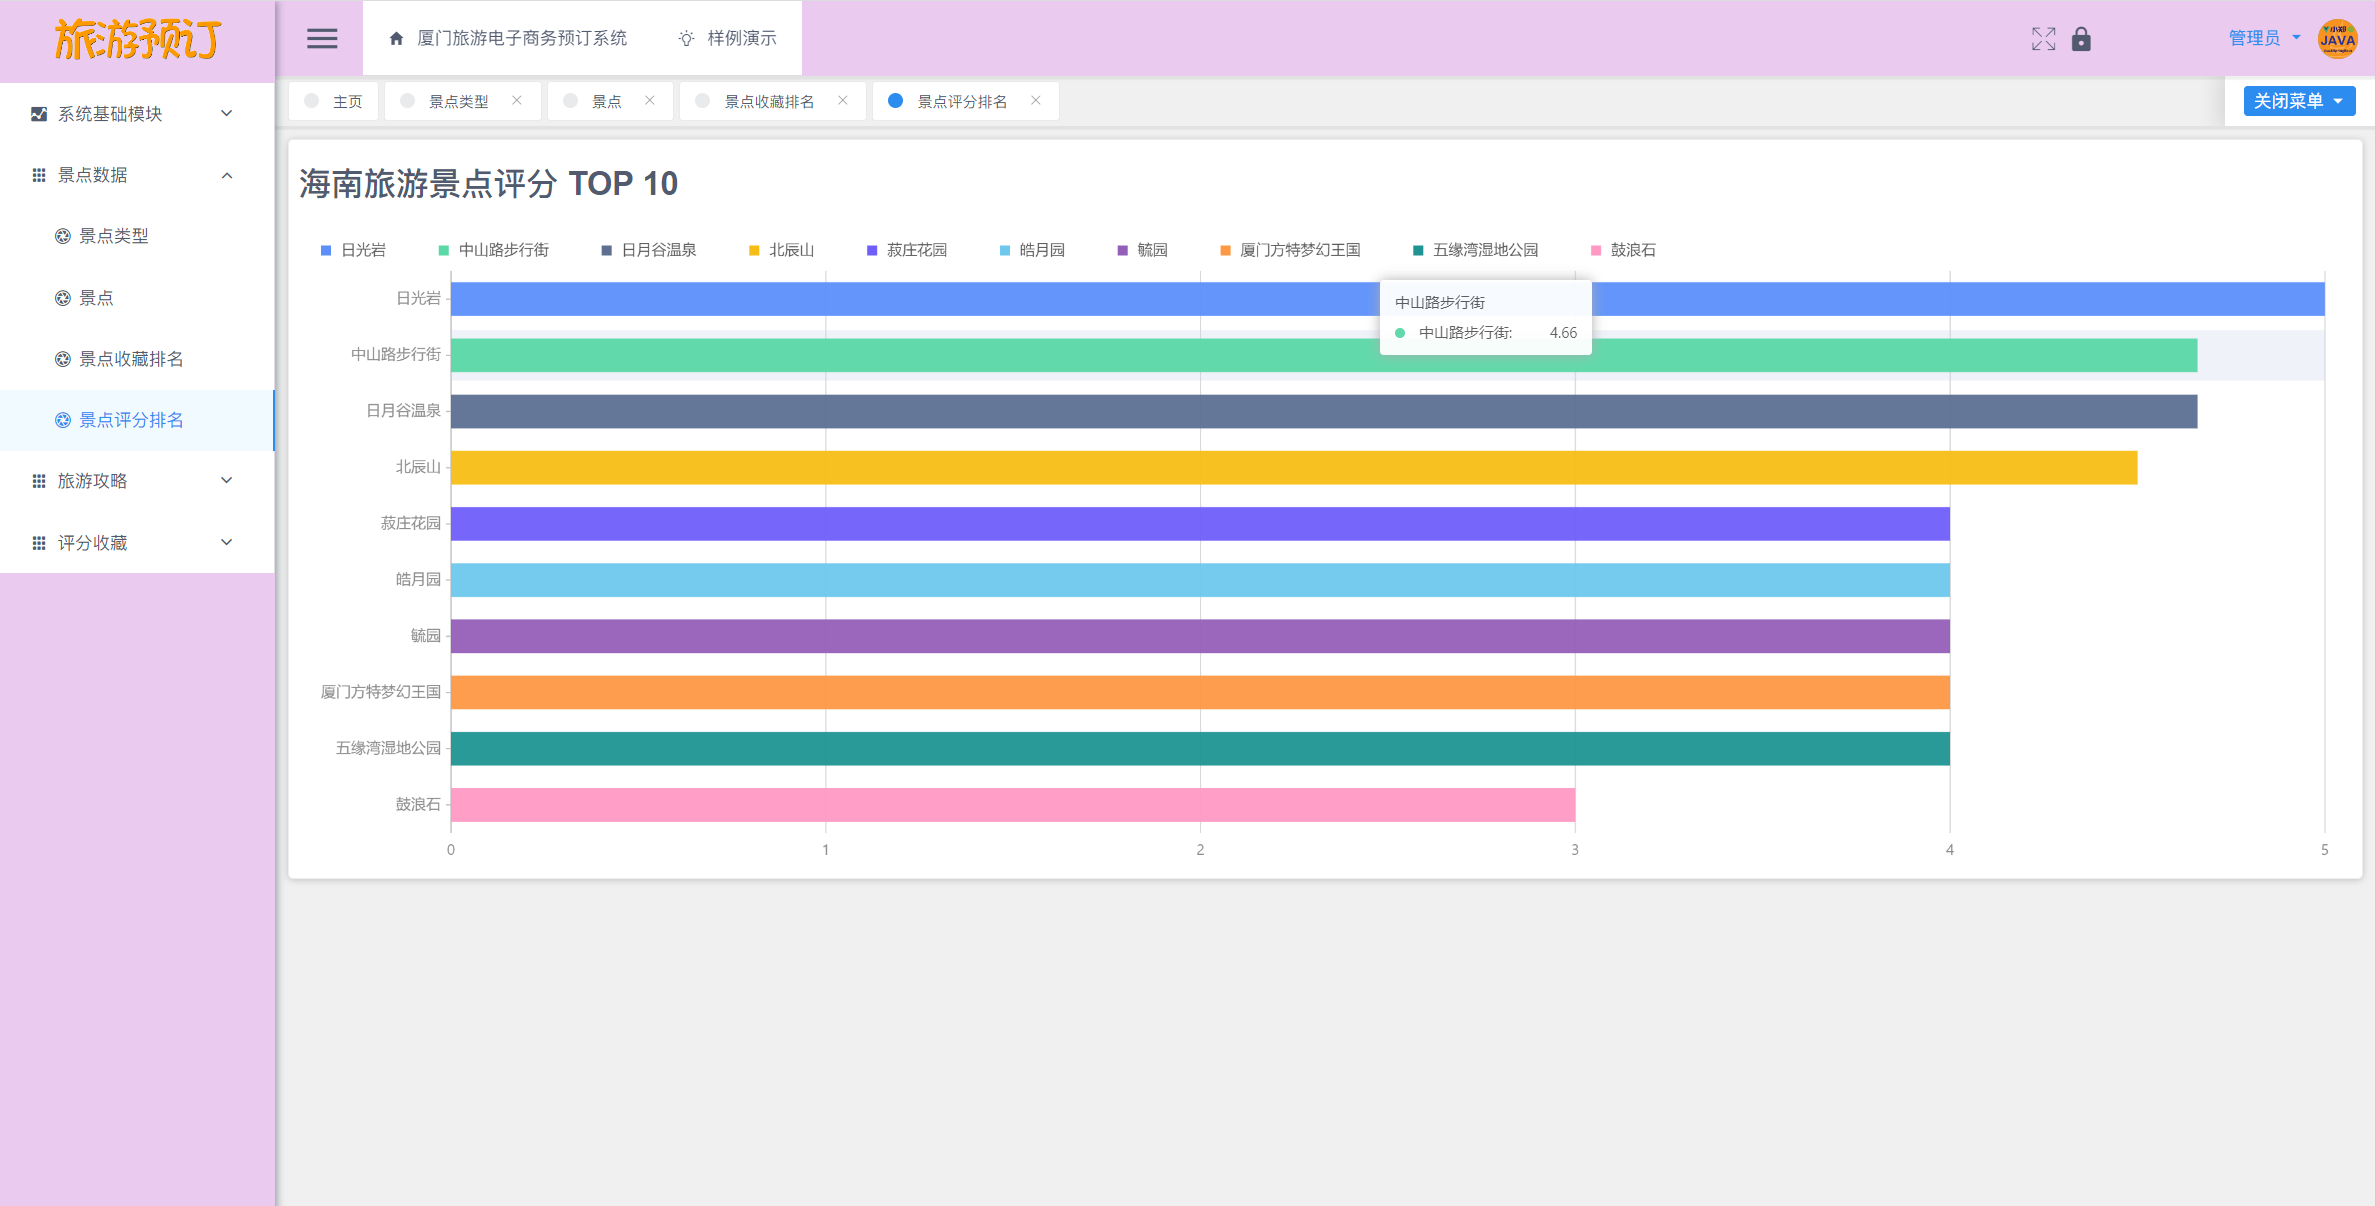 旅游预订
厦门旅游电子商务预订系统
样例演示
管理员
小郑
JAVA
主页
景点类型
景点
景点收藏排名
景点评分排名
关闭菜单
系统基础模块
景点数据
景点类型
景点
景点收藏排名
景点评分排名
旅游攻略
评分收藏
海南旅游景点评分 TOP 10
日光岩 中山路步行街 日月谷温泉 北辰山 菽庄花园 皓月园 毓园 厦门方特梦幻王国 五缘湾湿地公园 鼓浪石
日光岩
中山路步行街
中山路步行街: 4.66
中山路步行街
日月谷温泉
北辰山
菽庄花园
皓月园
毓园
厦门方特梦幻王国
五缘湾湿地公园
鼓浪石
0 1 2 3 4 5